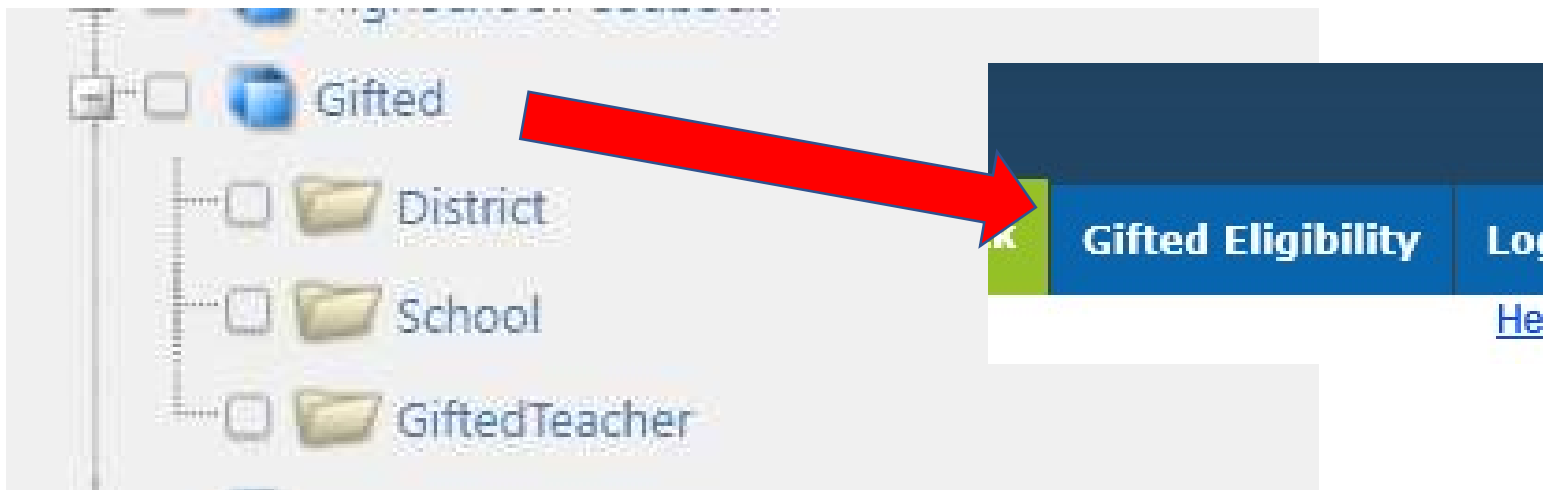 Gifted
District
School
GiftedTeacher
Gifted Eligibility